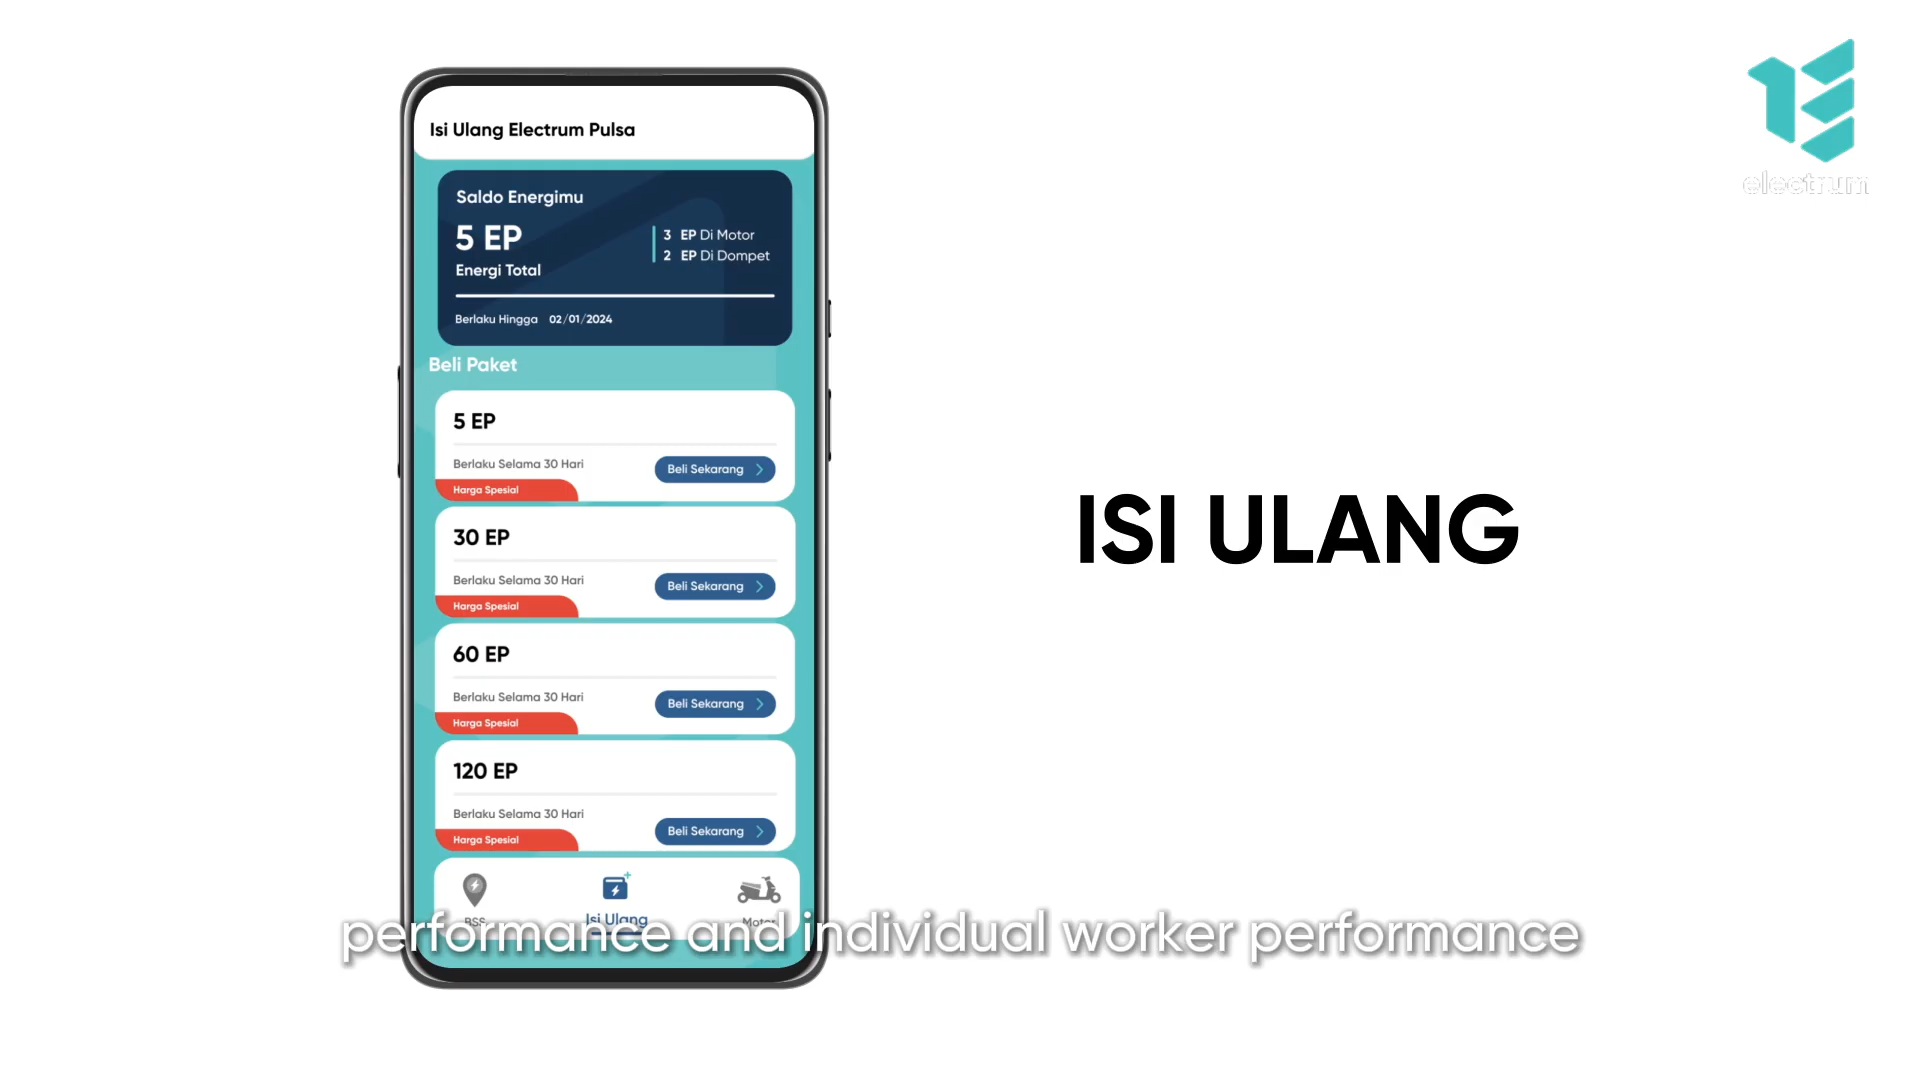 Isi Ulang Electrum Pulsa
Saldo Energimu
5 EP
Energi Total
3 EP Di Motor
2 EP Di Dompet
Berlaku Hingga 02/01/2024
Beli Paket
5 EP
Berlaku Selama 30 Hari
Beli Sekarang
Harga Spesial
30 EP
Berlaku Selama 30 Hari
Beli Sekarang
Harga Spesial
60 EP
Berlaku Selama 30 Hari
Beli Sekarang
Harga Spesial
120 EP
Berlaku Selama 30 Hari
Beli Sekarang
Harga Spesial
BSS
Isi Ulang
Motor
ISI ULANG
electrum
performance and individual worker performance